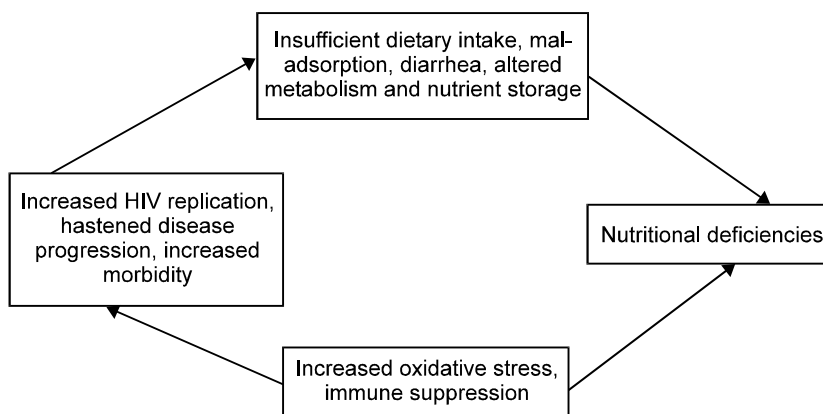 Insufficient dietary intake, mal-
adsorption, diarrhea, altered
metabolism and nutrient storage
Increased HIV replication,
hastened disease
progression, increased
morbidity
Nutritional deficiencies
Increased oxidative stress,
immune suppression